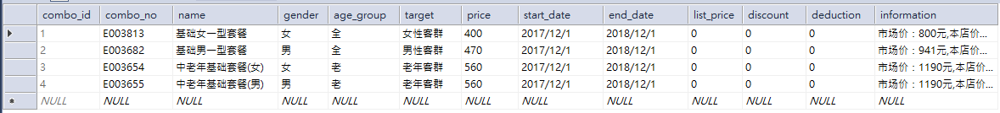 combo_id combo_no name gender age_group target price start_date end_date list_price discount deduction information
1 E003813 基础女一型套餐 女 全 女性客群 400 2017/12/1 2018/12/1 0 0 0 市场价：800元,本店价...
2 E003682 基础男一型套餐 男 全 男性客群 470 2017/12/1 2018/12/1 0 0 0 市场价：941元,本店价...
3 E003654 中老年基础套餐(女) 女 老 老年客群 560 2017/12/1 2018/12/1 0 0 0 市场价：1190元,本店价...
4 E003655 中老年基础套餐(男) 男 老 老年客群 560 2017/12/1 2018/12/1 0 0 0 市场价：1190元,本店价...
NULL NULL NULL NULL NULL NULL NULL NULL NULL NULL NULL NULL NULL